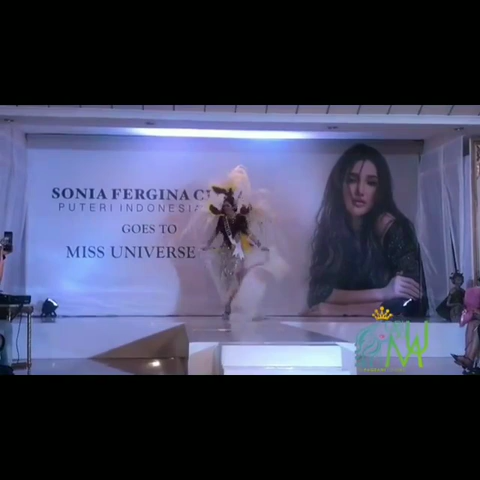 SONIA FERGINA
PUTERI INDONESIA
GOES TO
MISS UNIVERSE